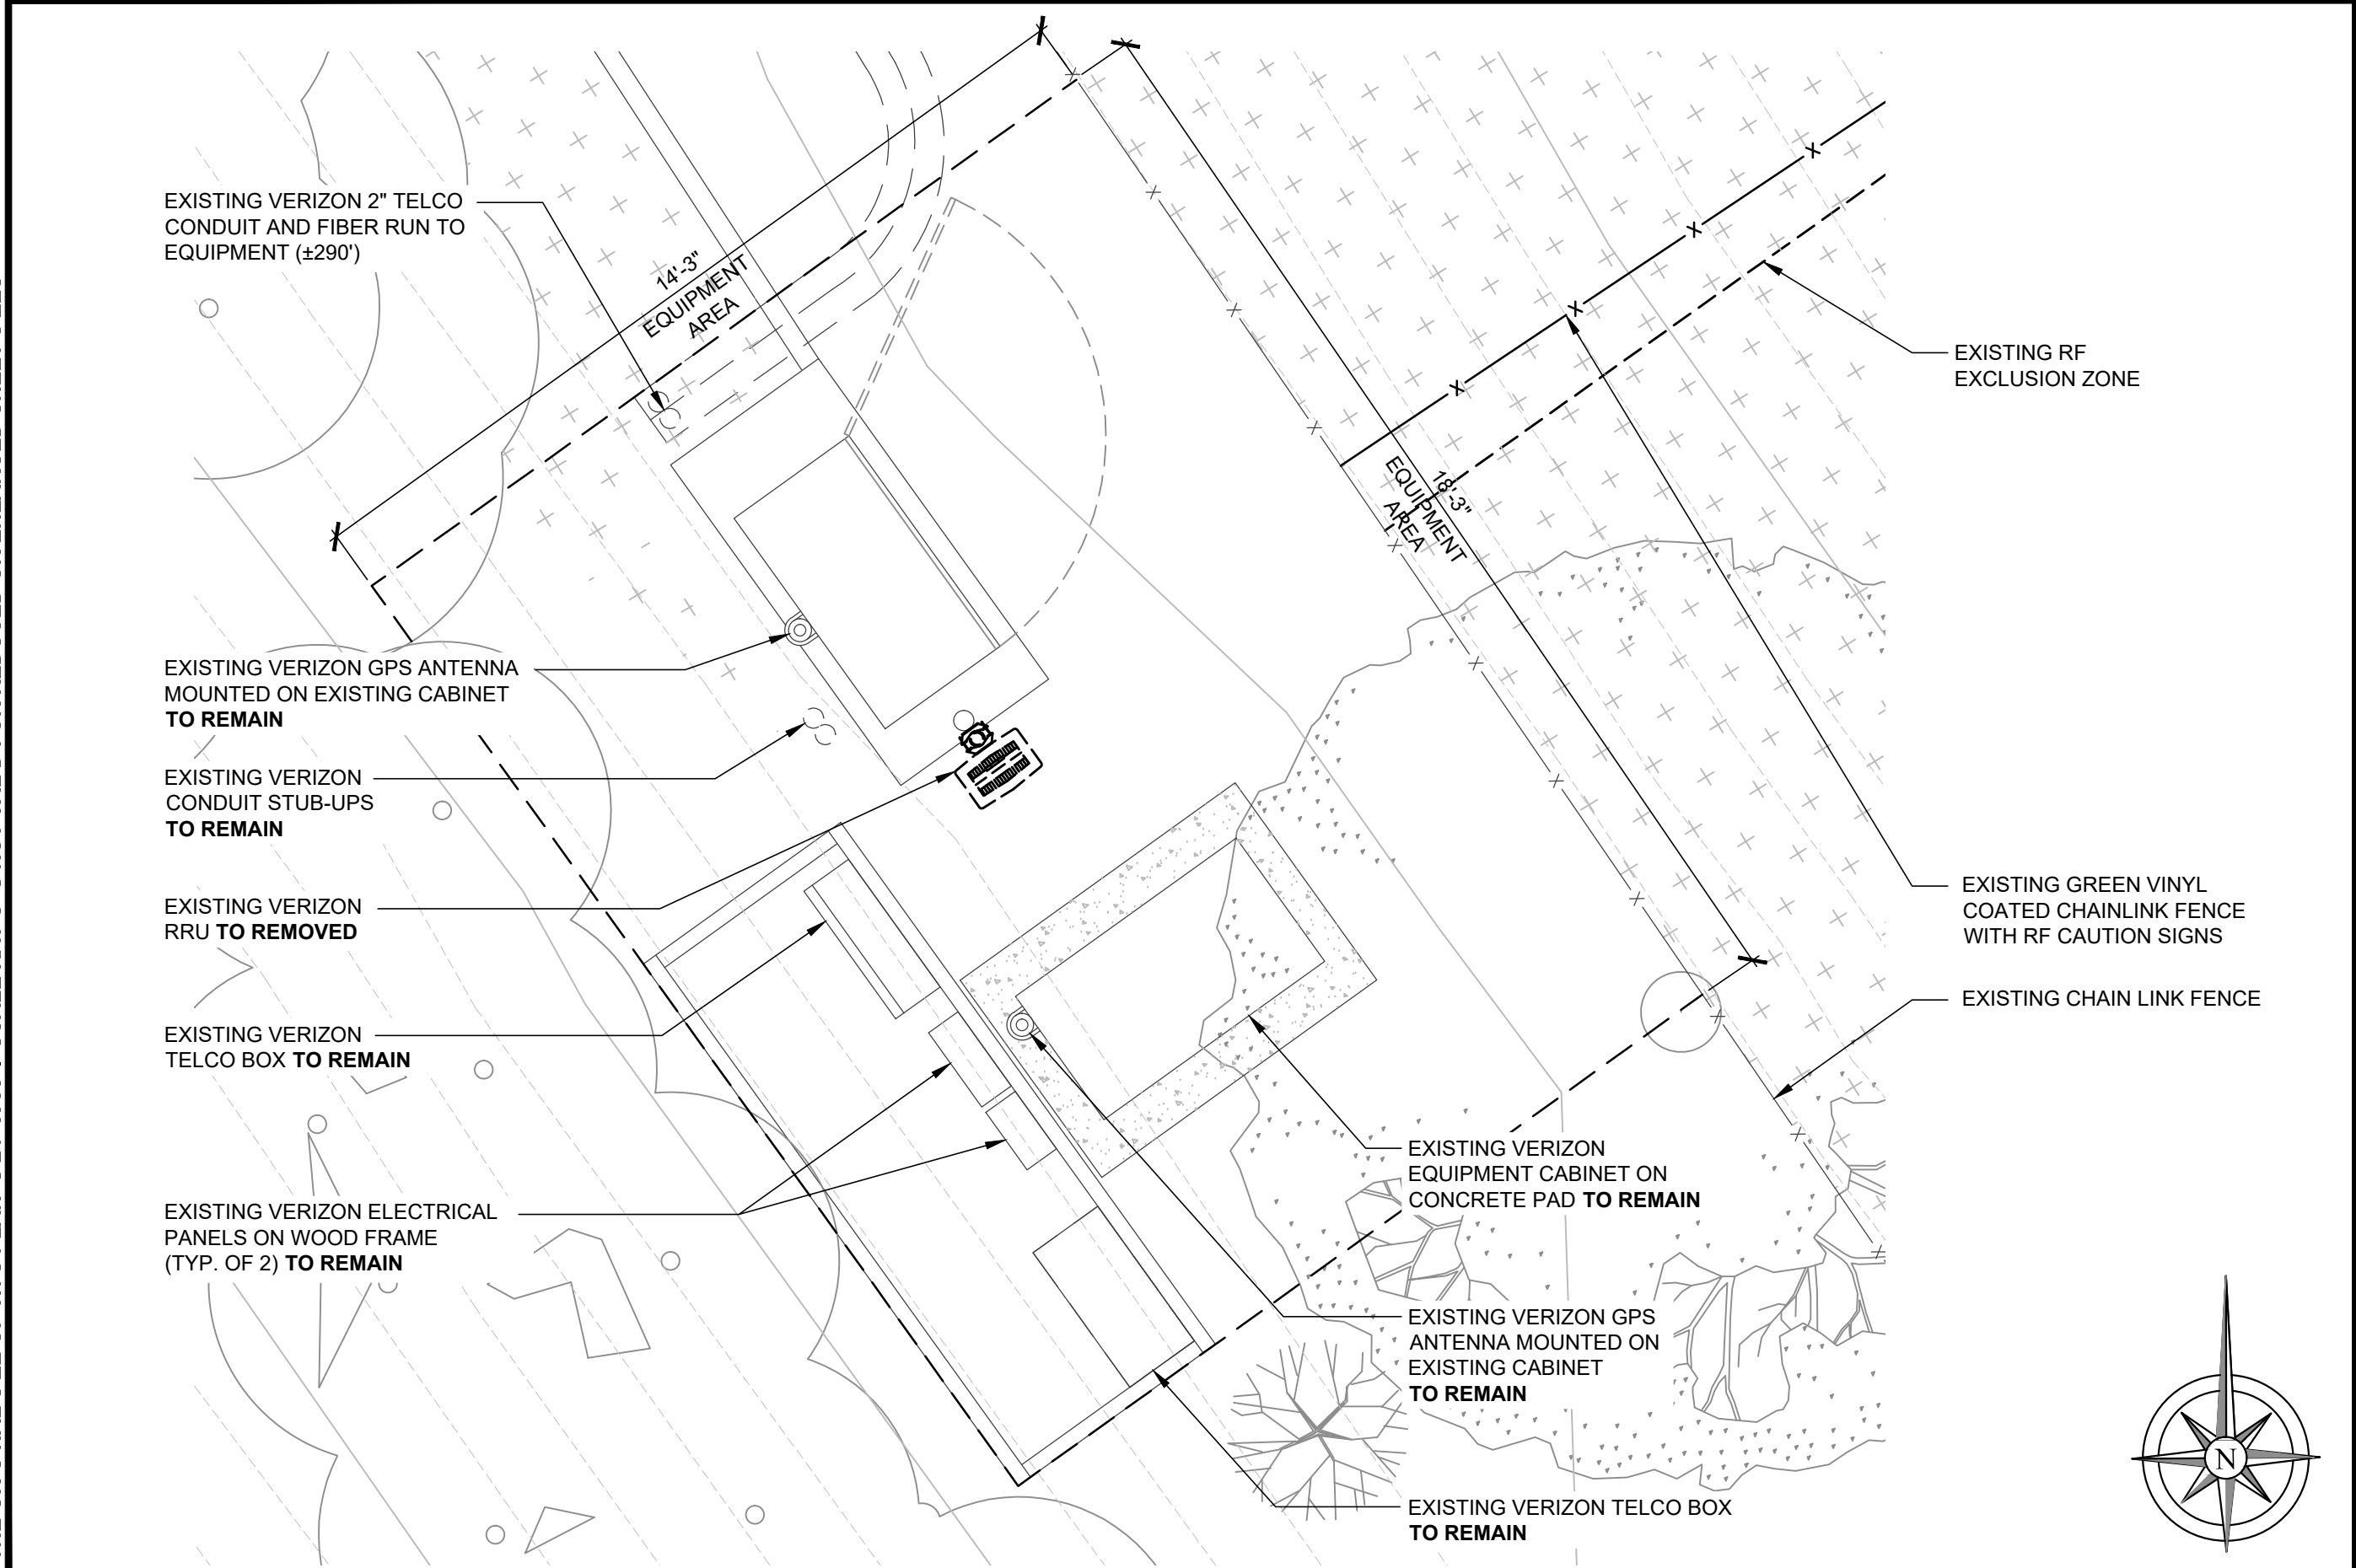 EXISTING VERIZON 2" TELCO
CONDUIT AND FIBER RUN TO
EQUIPMENT (±290')
14'-3"
EQUIPMENT
AREA
EXISTING RF
EXCLUSION ZONE
18'-3"
EQUIPMENT
AREA
EXISTING VERIZON GPS ANTENNA
MOUNTED ON EXISTING CABINET
TO REMAIN
EXISTING VERIZON
CONDUIT STUB-UPS
TO REMAIN
EXISTING VERIZON
RRU TO REMOVED
EXISTING VERIZON
TELCO BOX TO REMAIN
EXISTING VERIZON ELECTRICAL
PANELS ON WOOD FRAME
(TYP. OF 2) TO REMAIN
EXISTING GREEN VINYL
COATED CHAINLINK FENCE
WITH RF CAUTION SIGNS
EXISTING CHAIN LINK FENCE
EXISTING VERIZON
EQUIPMENT CABINET ON
CONCRETE PAD TO REMAIN
EXISTING VERIZON GPS
ANTENNA MOUNTED ON
EXISTING CABINET
TO REMAIN
EXISTING VERIZON TELCO BOX
TO REMAIN
N